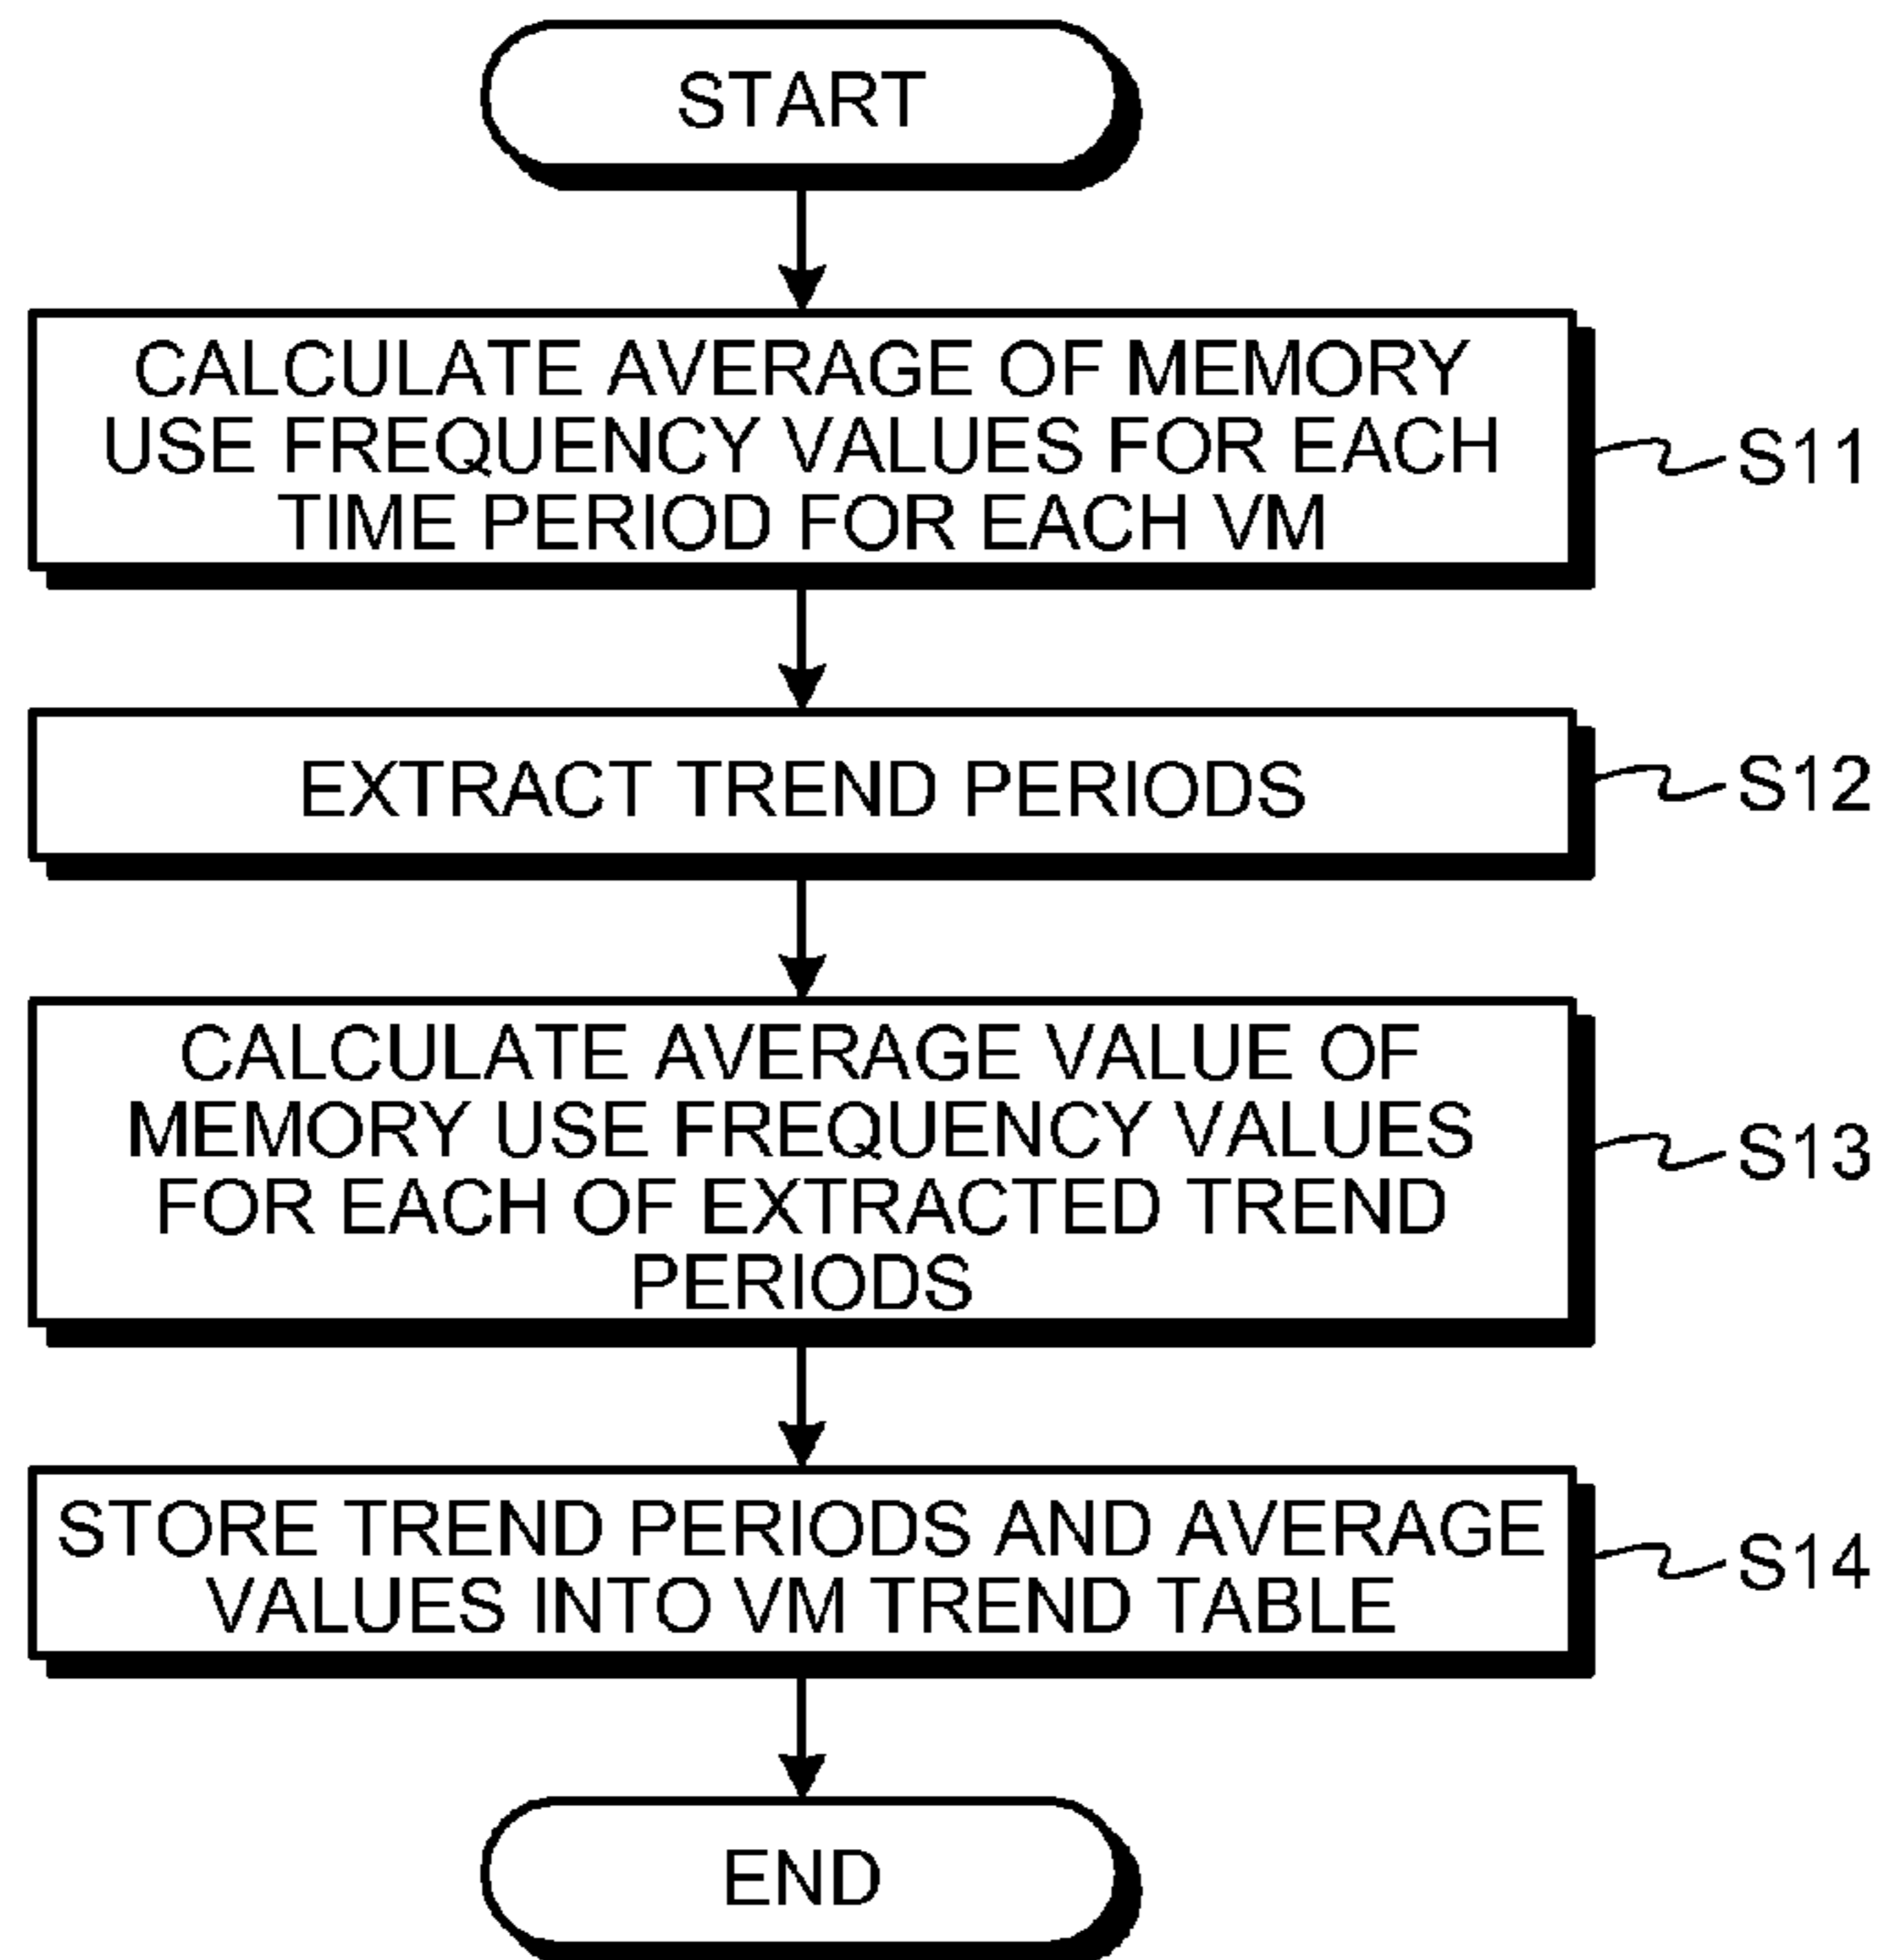 START
CALCULATE AVERAGE OF MEMORY
USE FREQUENCY VALUES FOR EACH
TIME PERIOD FOR EACH VM
S11
EXTRACT TREND PERIODS
S12
CALCULATE AVERAGE VALUE OF
MEMORY USE FREQUENCY VALUES
FOR EACH OF EXTRACTED TREND
PERIODS
S13
STORE TREND PERIODS AND AVERAGE
VALUES INTO VM TREND TABLE
S14
END